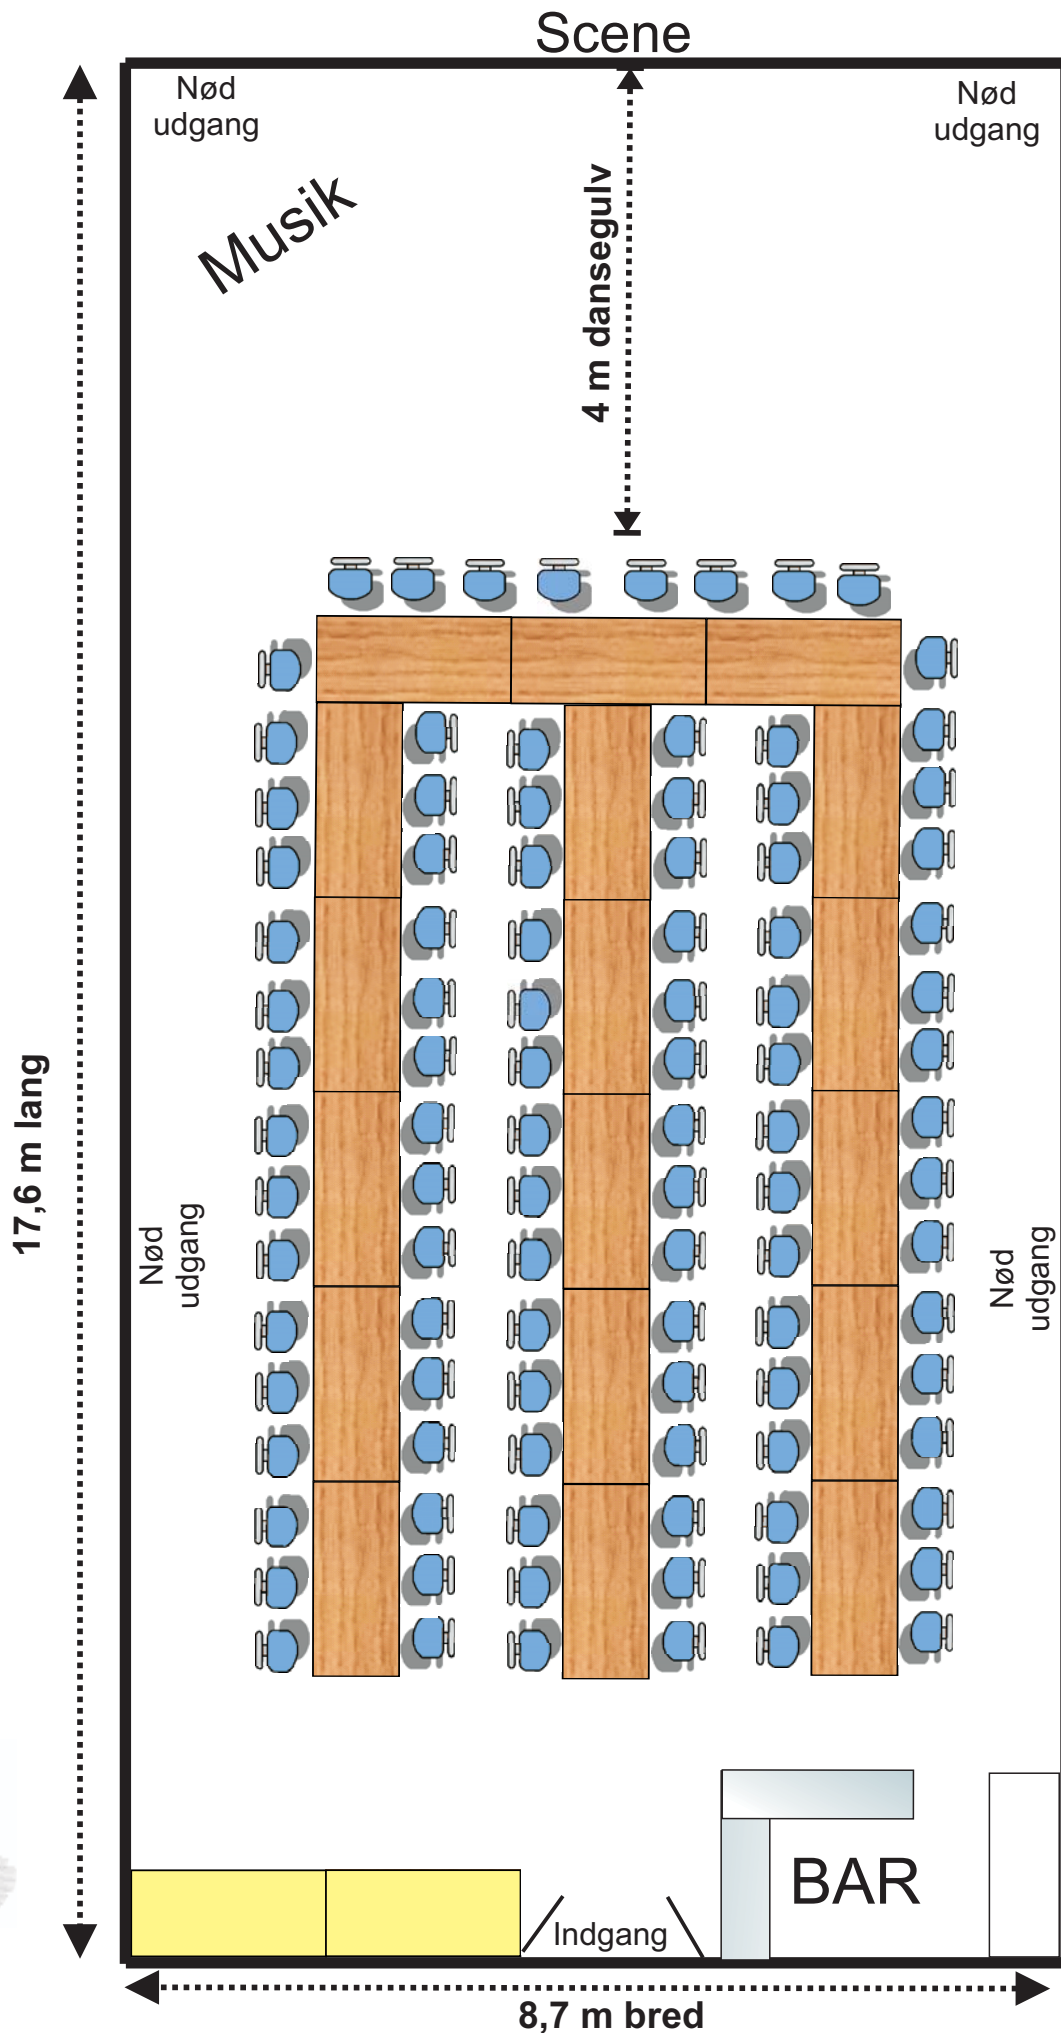 Scene
Nød
udgang
Nød
udgang
Musik
4 m dansegulv
17,6 m lang
Nød
udgang
Nød
udgang
BAR
Indgang
8,7 m bred